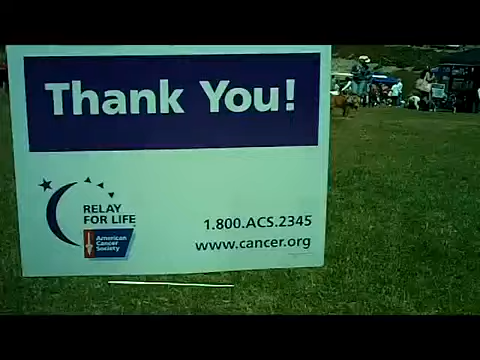 Thank You!
RELAY
FOR LIFE
American
Cancer
Society
1.800.ACS.2345
www.cancer.org